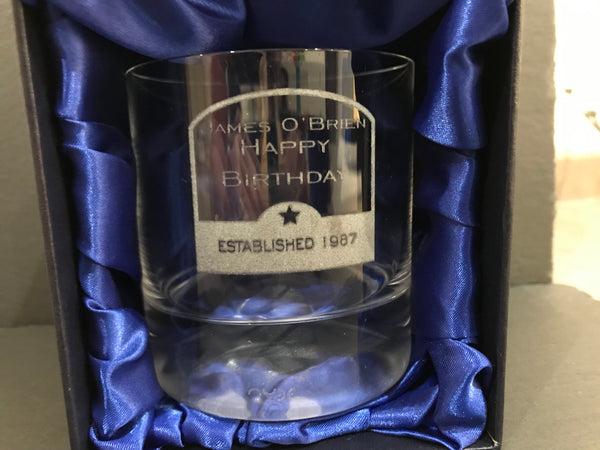 JAMES O'BRIEN
HAPPY
BIRTHDAY
ESTABLISHED 1987